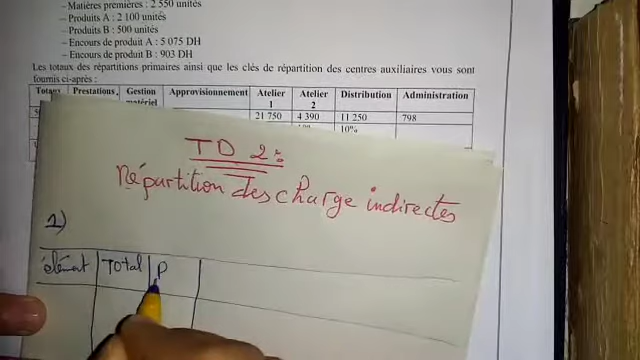 – Matières premières : 2 550 unités
– Produits A : 2 100 unités
– Produits B : 500 unités
– Encours de produit A : 5 075 DH
– Encours de produit B : 903 DH
Les totaux des répartitions primaires ainsi que les clés de répartition des centres auxiliaires vous sont
fournis ci-après :
Totaux Prestations, Gestion matériel Approvisionnement Atelier 1 Atelier 2 Distribution Administration
21 750 4 390 11 250 798
10%
TD 2 :
Répartition des charge indirectes
1)
élément Total P